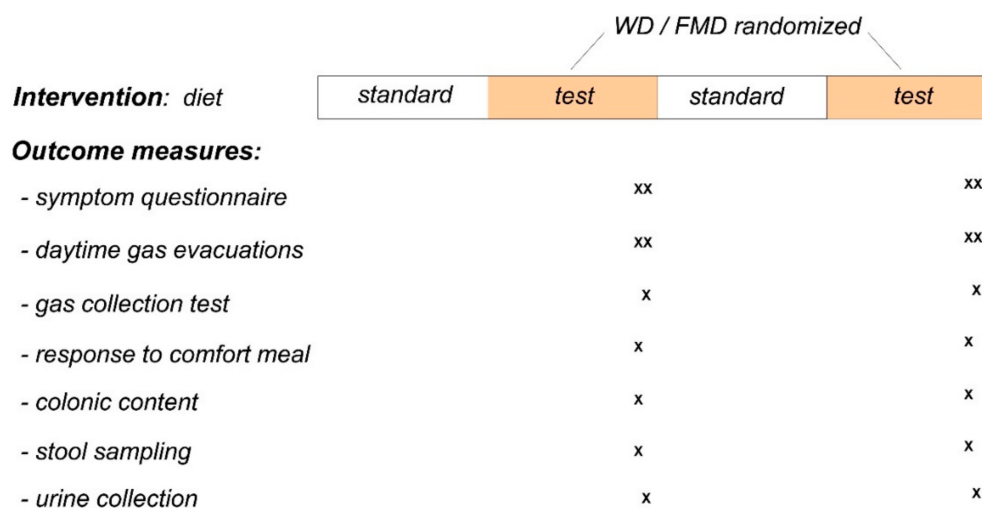 WD / FMD randomized
Intervention: diet standard test standard test
Outcome measures:
- symptom questionnaire xx xx
- daytime gas evacuations xx xx
- gas collection test x x
- response to comfort meal x x
- colonic content x x
- stool sampling x x
- urine collection x x